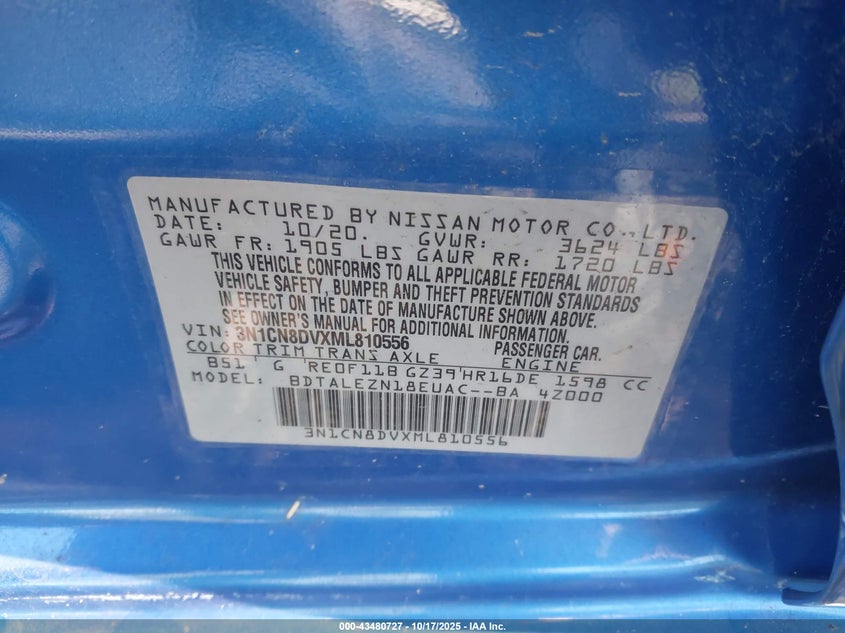 MANUFACTURED BY NISSAN MOTOR CO., LTD.
DATE: 10/20. GVWR: 3624 LBS
GAWR FR: 1905 LBS GAWR RR: 1720 LBS
THIS VEHICLE CONFORMS TO ALL APPLICABLE FEDERAL MOTOR
VEHICLE SAFETY, BUMPER AND THEFT PREVENTION STANDARDS
IN EFFECT ON THE DATE OF MANUFACTURE SHOWN ABOVE.
SEE OWNER'S MANUAL FOR ADDITIONAL INFORMATION.
VIN: 3N1CN8DVXML810556 PASSENGER CAR.
COLOR TRIM TRANS AXLE ENGINE
B51 G RE0F11B GZ39 HR16DE 1598 CC
MODEL: BDTALEZN18EUAC--BA 4Z000
3N1CN8DVXML810556
000-43480727 - 10/17/2025 - IAA Inc.